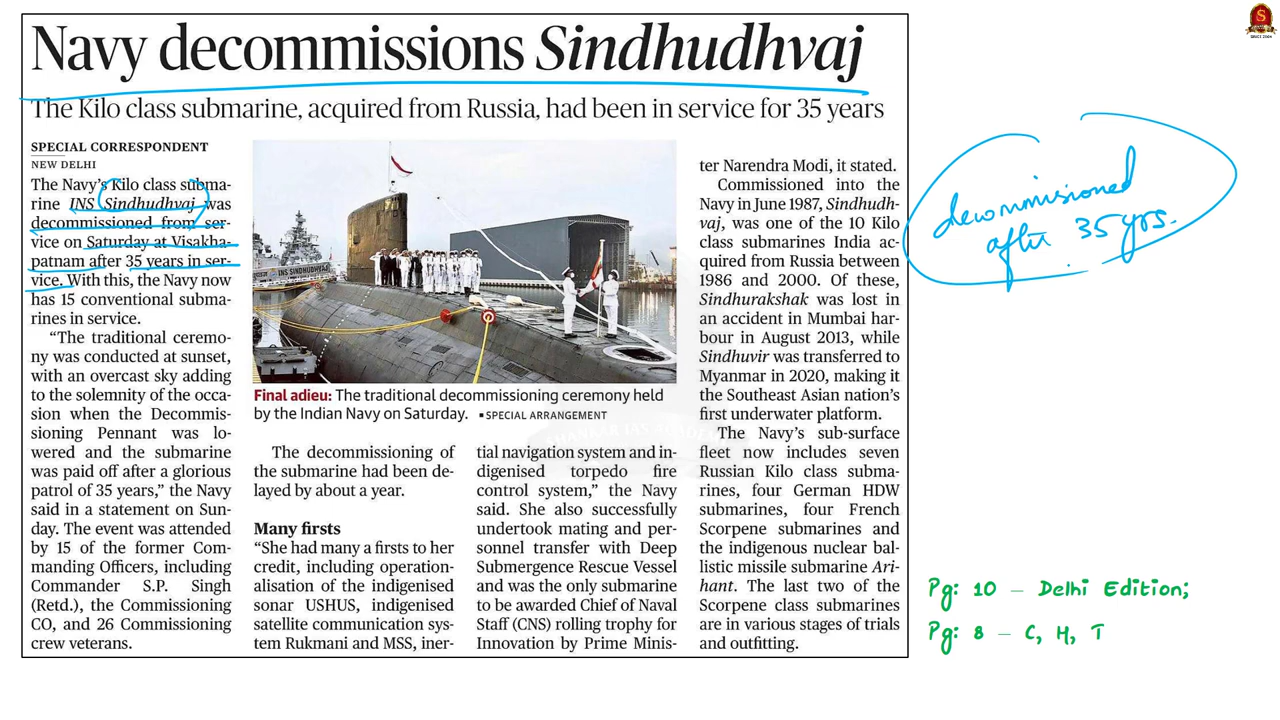 Navy decommissions Sindhudhvaj
The Kilo class submarine, acquired from Russia, had been in service for 35 years
SPECIAL CORRESPONDENT
NEW DELHI
The Navy's Kilo class subma-
rine INS Sindhudhvaj was
decommissioned from ser-
vice on Saturday at Visakha-
patnam after 35 years in ser-
vice. With this, the Navy now
has 15 conventional subma-
rines in service.
"The traditional ceremo-
ny was conducted at sunset,
with an overcast sky adding
to the solemnity of the occa-
sion when the Decommis-
sioning Pennant was lo-
wered and the submarine
was paid off after a glorious
patrol of 35 years," the Navy
said in a statement on Sun-
day. The event was attended
by 15 of the former Com-
manding Officers, including
Commander S.P. Singh
(Retd.), the Commissioning
CO, and 26 Commissioning
crew veterans.
INS SINDHUDHVAJ
Final adieu: The traditional decommissioning ceremony held
by the Indian Navy on Saturday. ▪SPECIAL ARRANGEMENT
The decommissioning of
the submarine had been de-
layed by about a year.
Many firsts
"She had many a firsts to her
credit, including operation-
alisation of the indigenised
sonar USHUS, indigenised
satellite communication sys-
tem Rukmani and MSS, iner-
tial navigation system and in-
digenised torpedo fire
control system," the Navy
said. She also successfully
undertook mating and per-
sonnel transfer with Deep
Submergence Rescue Vessel
and was the only submarine
to be awarded Chief of Naval
Staff (CNS) rolling trophy for
Innovation by Prime Minis-
ter Narendra Modi, it stated.
Commissioned into the
Navy in June 1987, Sindhudh-
vaj, was one of the 10 Kilo
class submarines India ac-
quired from Russia between
1986 and 2000. Of these,
Sindhurakshak was lost in
an accident in Mumbai har-
bour in August 2013, while
Sindhuvir was transferred to
Myanmar in 2020, making it
the Southeast Asian nation's
first underwater platform.
The Navy's sub-surface
fleet now includes seven
Russian Kilo class subma-
rines, four German HDW
submarines, four French
Scorpene submarines and
the indigenous nuclear bal-
listic missile submarine Ari-
hant. The last two of the
Scorpene class submarines
are in various stages of trials
and outfitting.
decommissioned
after 35 yrs.
Pg: 10 – Delhi Edition;
Pg: 8 – C, H, T
S
SINCE 2004